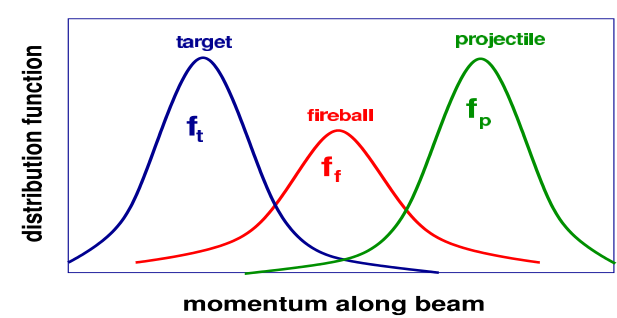 target
projectile
fireball
f_t
f_p
f_f
distribution function
momentum along beam